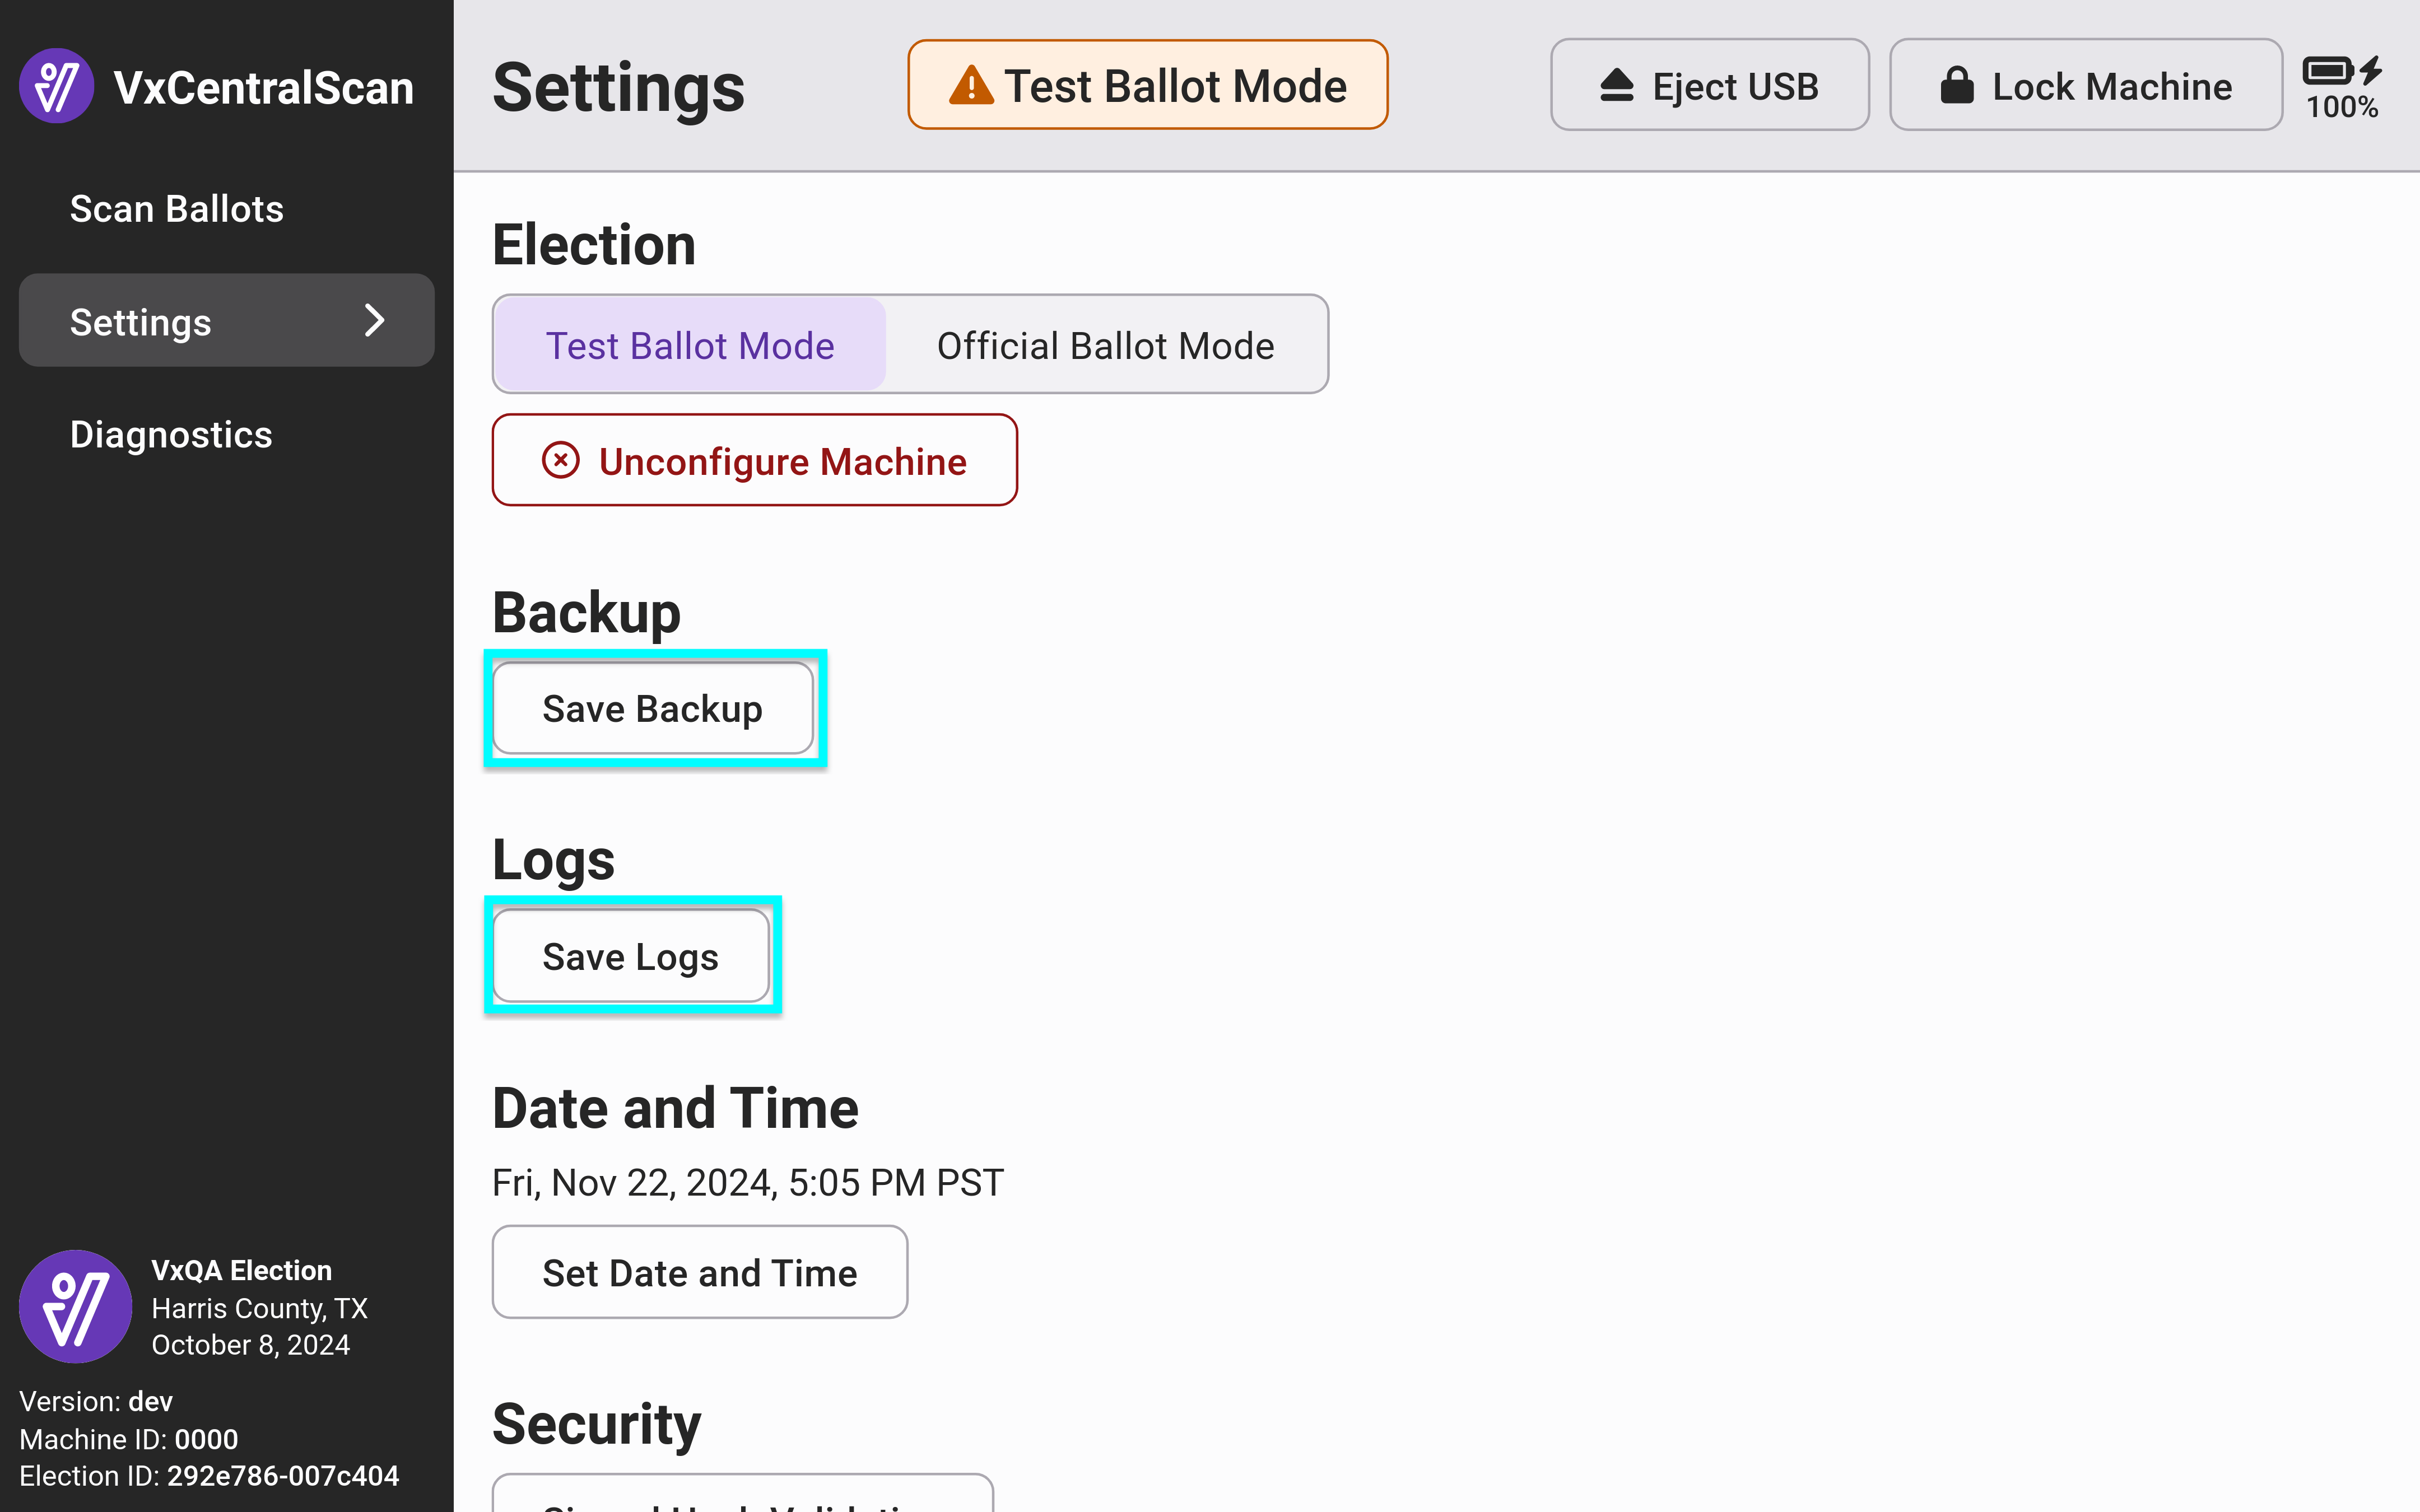 VxCentralScan
Scan Ballots
Settings
Diagnostics
VxQA Election
Harris County, TX
October 8, 2024
Version: dev
Machine ID: 0000
Election ID: 292e786-007c404
Settings
Test Ballot Mode
Eject USB
Lock Machine
100%
Election
Test Ballot Mode
Official Ballot Mode
Unconfigure Machine
Backup
Save Backup
Logs
Save Logs
Date and Time
Fri, Nov 22, 2024, 5:05 PM PST
Set Date and Time
Security